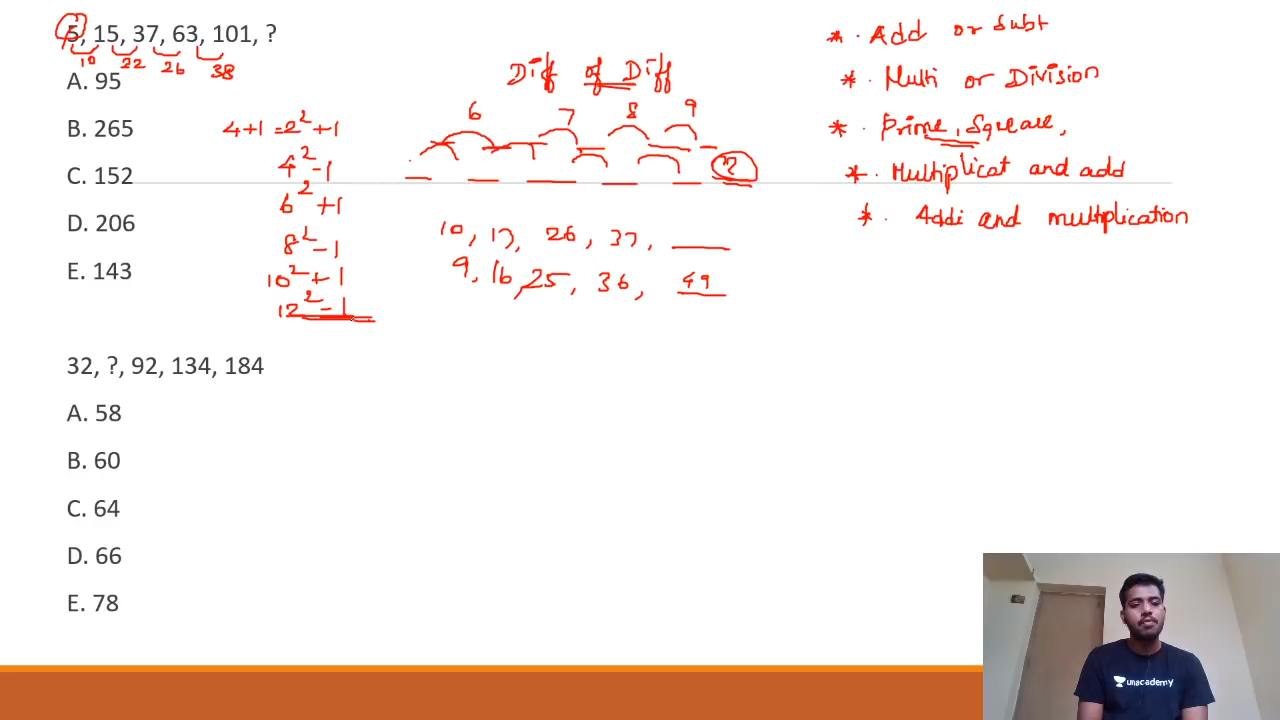 5, 15, 37, 63, 101, ?
10 22 26 38
A. 95
B. 265
C. 152
D. 206
E. 143
4+1 = 2² +1
4² -1
6² +1
8² -1
10² +1
12² -1
Diff of Diff
6 7 8 9
?
10, 17, 26, 37,
9, 16, 25, 36, 49
* . Add or Subt
* . Multi or Division
* . Prime, Square,
* . Multiplicat and add
* . Addi and multiplication
32, ?, 92, 134, 184
A. 58
B. 60
C. 64
D. 66
E. 78
unacademy